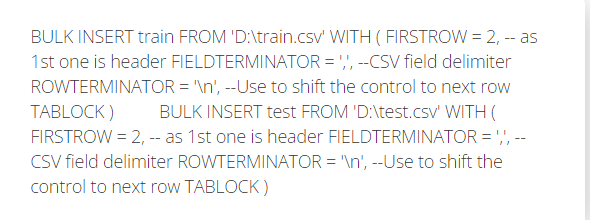 BULK INSERT train FROM 'D:\train.csv' WITH ( FIRSTROW = 2, -- as
1st one is header FIELDTERMINATOR = ',', --CSV field delimiter
ROWTERMINATOR = '\n', --Use to shift the control to next row
TABLOCK ) BULK INSERT test FROM 'D:\test.csv' WITH (
FIRSTROW = 2, -- as 1st one is header FIELDTERMINATOR = ',', --
CSV field delimiter ROWTERMINATOR = '\n', --Use to shift the
control to next row TABLOCK )